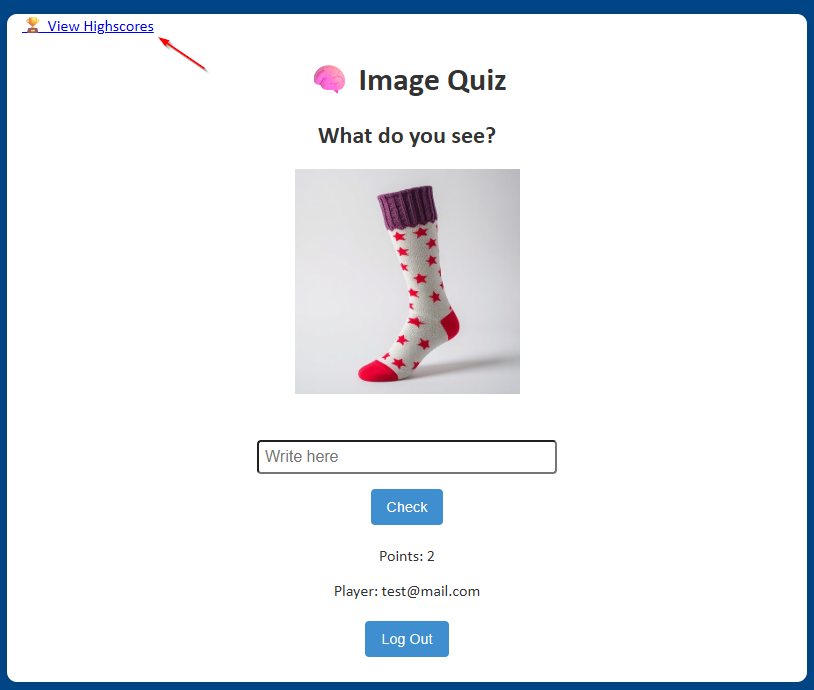 View Highscores
Image Quiz
What do you see?
Write here
Check
Points: 2
Player: test@mail.com
Log Out